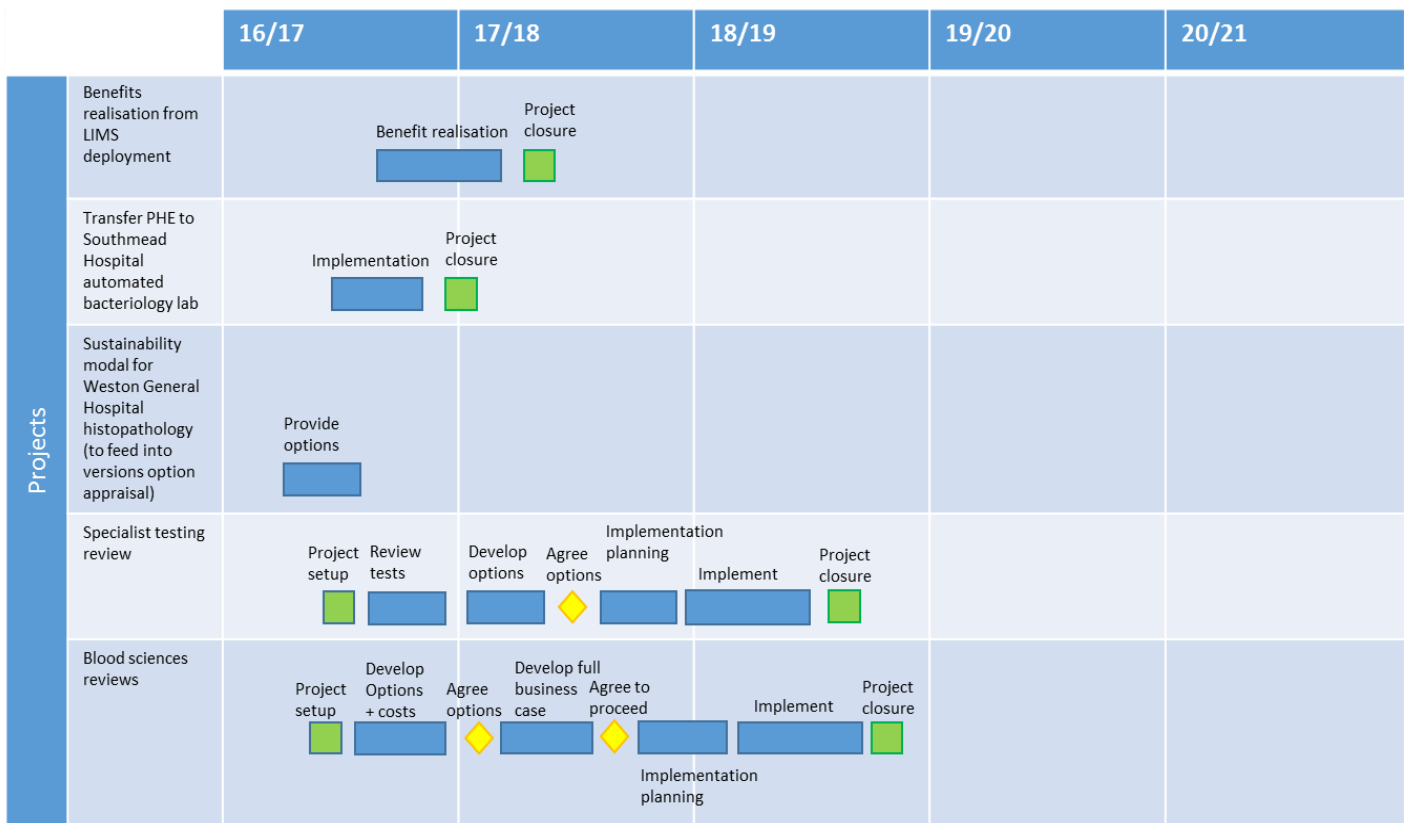 16/17
17/18
18/19
19/20
20/21
Projects
Benefits
realisation from
LIMS
deployment
Benefit realisation
Project
closure
Transfer PHE to
Southmead
Hospital
automated
bacteriology lab
Implementation
Project
closure
Sustainability
modal for
Weston General
Hospital
histopathology
(to feed into
versions option
appraisal)
Provide
options
Specialist testing
review
Project
setup
Review
tests
Develop
options
Agree
options
Implementation
planning
Implement
Project
closure
Blood sciences
reviews
Project
setup
Develop
Options
+ costs
Agree
options
Develop full
business
case
Agree to
proceed
Implementation
planning
Implement
Project
closure